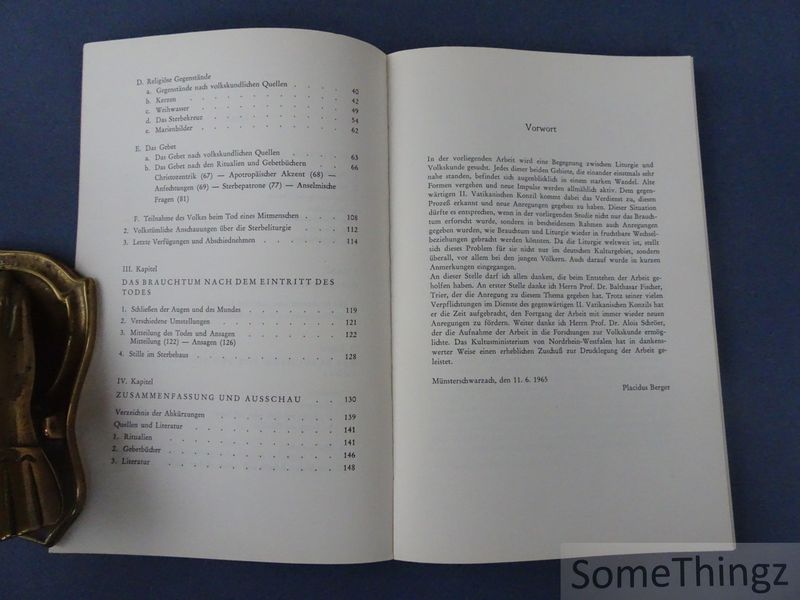 D. Religiöse Gegenstände
a. Gegenstände nach volkskundlichen Quellen . . . . 40
b. Kerzen . . . . . . . . . . 42
c. Weihwasser . . . . . . . . . 49
d. Das Sterbekreuz . . . . . . . . 54
e. Marienbilder . . . . . . . . . 62
E. Das Gebet
a. Das Gebet nach volkskundlichen Quellen . . . . . 63
b. Das Gebet nach den Ritualien und Gebetbüchern . . . 66
Christozentrik (67) — Apotropäischer Akzent (68) —
Anfechtungen (69) — Sterbepatrone (77) — Anselmische
Fragen (81)
F. Teilnahme des Volkes beim Tod eines Mitmenschen . . . 108
2. Volkstümliche Anschauungen über die Sterbeliturgie . . . 112
3. Letzte Verfügungen und Abschiednehmen . . . . . 114
III. Kapitel
DAS BRAUCHTUM NACH DEM EINTRITT DES
TODES
1. Schließen der Augen und des Mundes . . . . . . 119
2. Verschiedene Umstellungen . . . . . . . . 121
3. Mitteilung des Todes und Ansagen . . . . . . 122
Mitteilung (122) — Ansagen (126)
4. Stille im Sterbehaus . . . . . . . . . 128
IV. Kapitel
ZUSAMMENFASSUNG UND AUSSCHAU . . 130
Verzeichnis der Abkürzungen . . . . . . . . 139
Quellen und Literatur . . . . . . . . . 141
1. Ritualien . . . . . . . . . . . 141
2. Gebetbücher . . . . . . . . . . 146
3. Literatur . . . . . . . . . . . 148
Vorwort
In der vorliegenden Arbeit wird eine Begegnung zwischen Liturgie und
Volkskunde gesucht. Jedes dieser beiden Gebiete, die einander einstmals sehr
nahe standen, befindet sich augenblicklich in einem starken Wandel. Alte
Formen vergehen und neue Impulse werden allmählich aktiv. Dem gegen-
wärtigen II. Vatikanischen Konzil kommt dabei das Verdienst zu, diesen
Prozeß erkannt und neue Anregungen gegeben zu haben. Dieser Situation
dürfte es entsprechen, wenn in der vorliegenden Studie nicht nur das Brauch-
tum erforscht wurde, sondern in bescheidenem Rahmen auch Anregungen
gegeben wurden, wie Brauchtum und Liturgie in fruchtbare Wechsel-
beziehungen gebracht werden könnten. Da die Liturgie weltweit ist, stellt
sich dieses Problem für sie nicht nur im deutschen Kulturgebiet, sondern
überall, vor allem bei den jungen Völkern. Auch darauf wurde in kurzen
Anmerkungen eingegangen.
An dieser Stelle darf ich allen danken, die beim Entstehen der Arbeit ge-
holfen haben. An erster Stelle danke ich Herrn Prof. Dr. Balthasar Fischer,
Trier, der die Anregung zu diesem Thema gegeben hat. Trotz seiner vielen
Verpflichtungen im Dienste des gegenwärtigen II. Vatikanischen Konzils hat
er die Zeit aufgebracht, den Fortgang der Arbeit mit immer wieder neuen
Anregungen zu fördern. Weiter danke ich Herrn Prof. Dr. Alois Schröer,
der die Aufnahme der Arbeit in die Forschungen zur Volkskunde ermög-
lichte. Das Kultusministerium von Nordrhein-Westfalen hat in dankens-
werter Weise einen erheblichen Zuschuß zur Drucklegung der Arbeit ge-
leistet.
Münsterschwarzach, den 11. 6. 1965
Placidus Berger
SomeThingz